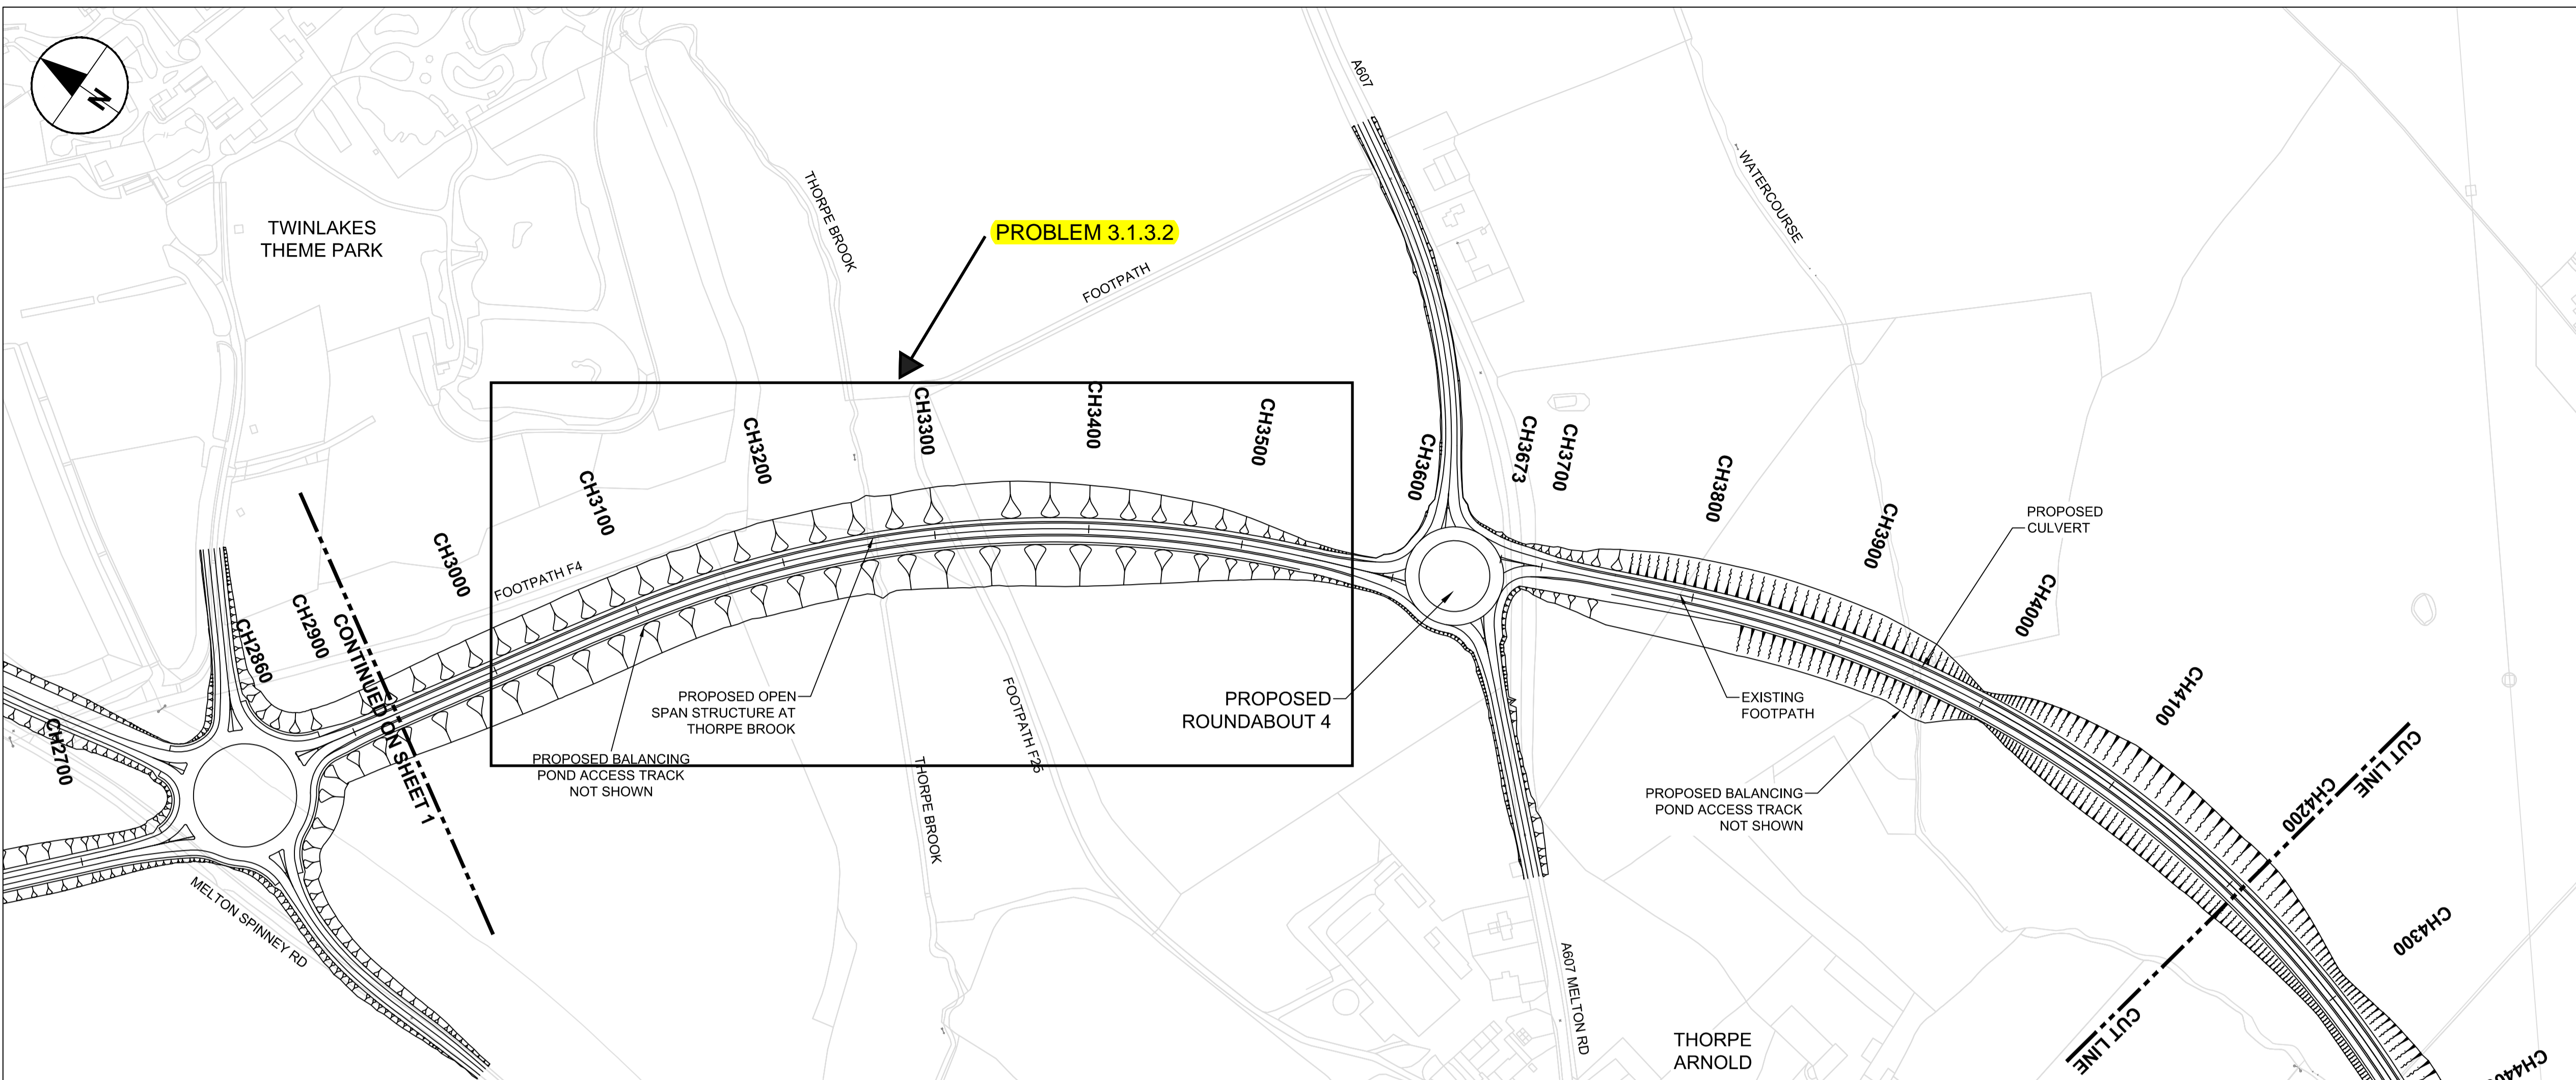 N
A607
WATERCOURSE
THORPE BROOK
TWINLAKES
THEME PARK
PROBLEM 3.1.3.2
FOOTPATH
CH3300
CH3400
CH3500
CH3200
CH3100
CH3000
CH2900
CH2860
CH2700
CH3600
CH3673
CH3700
CH3800
CH3900
CH4000
CH4100
CH4200
CH4300
PROPOSED
CULVERT
FOOTPATH F4
CONTINUED ON SHEET 1
PROPOSED OPEN
SPAN STRUCTURE AT
THORPE BROOK
PROPOSED BALANCING
POND ACCESS TRACK
NOT SHOWN
FOOTPATH F25
PROPOSED
ROUNDABOUT 4
EXISTING
FOOTPATH
PROPOSED BALANCING
POND ACCESS TRACK
NOT SHOWN
THORPE BROOK
MELTON SPINNEY RD
A607 MELTON RD
THORPE
ARNOLD
CUT LINE
CUT LINE